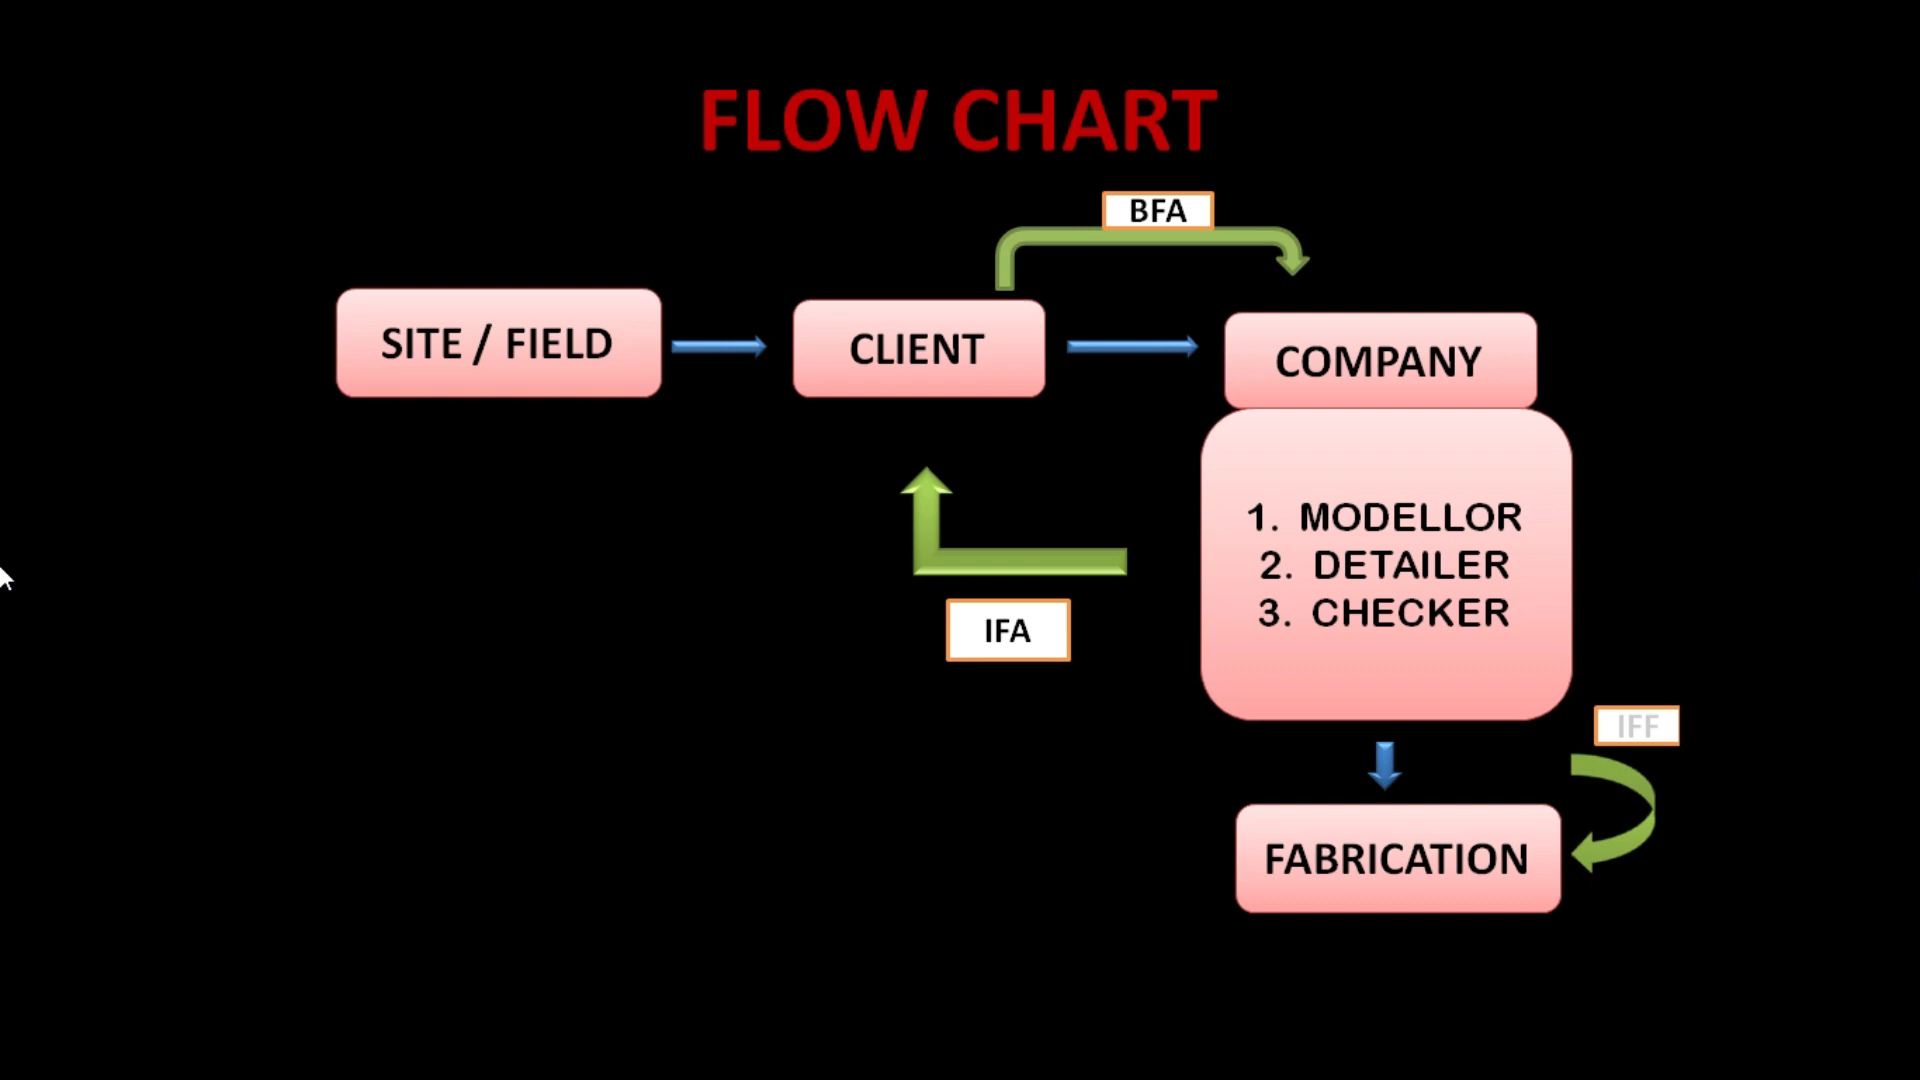 FLOW CHART
BFA
SITE / FIELD
CLIENT
COMPANY
1. MODELLOR
2. DETAILER
3. CHECKER
IFA
IFF
FABRICATION